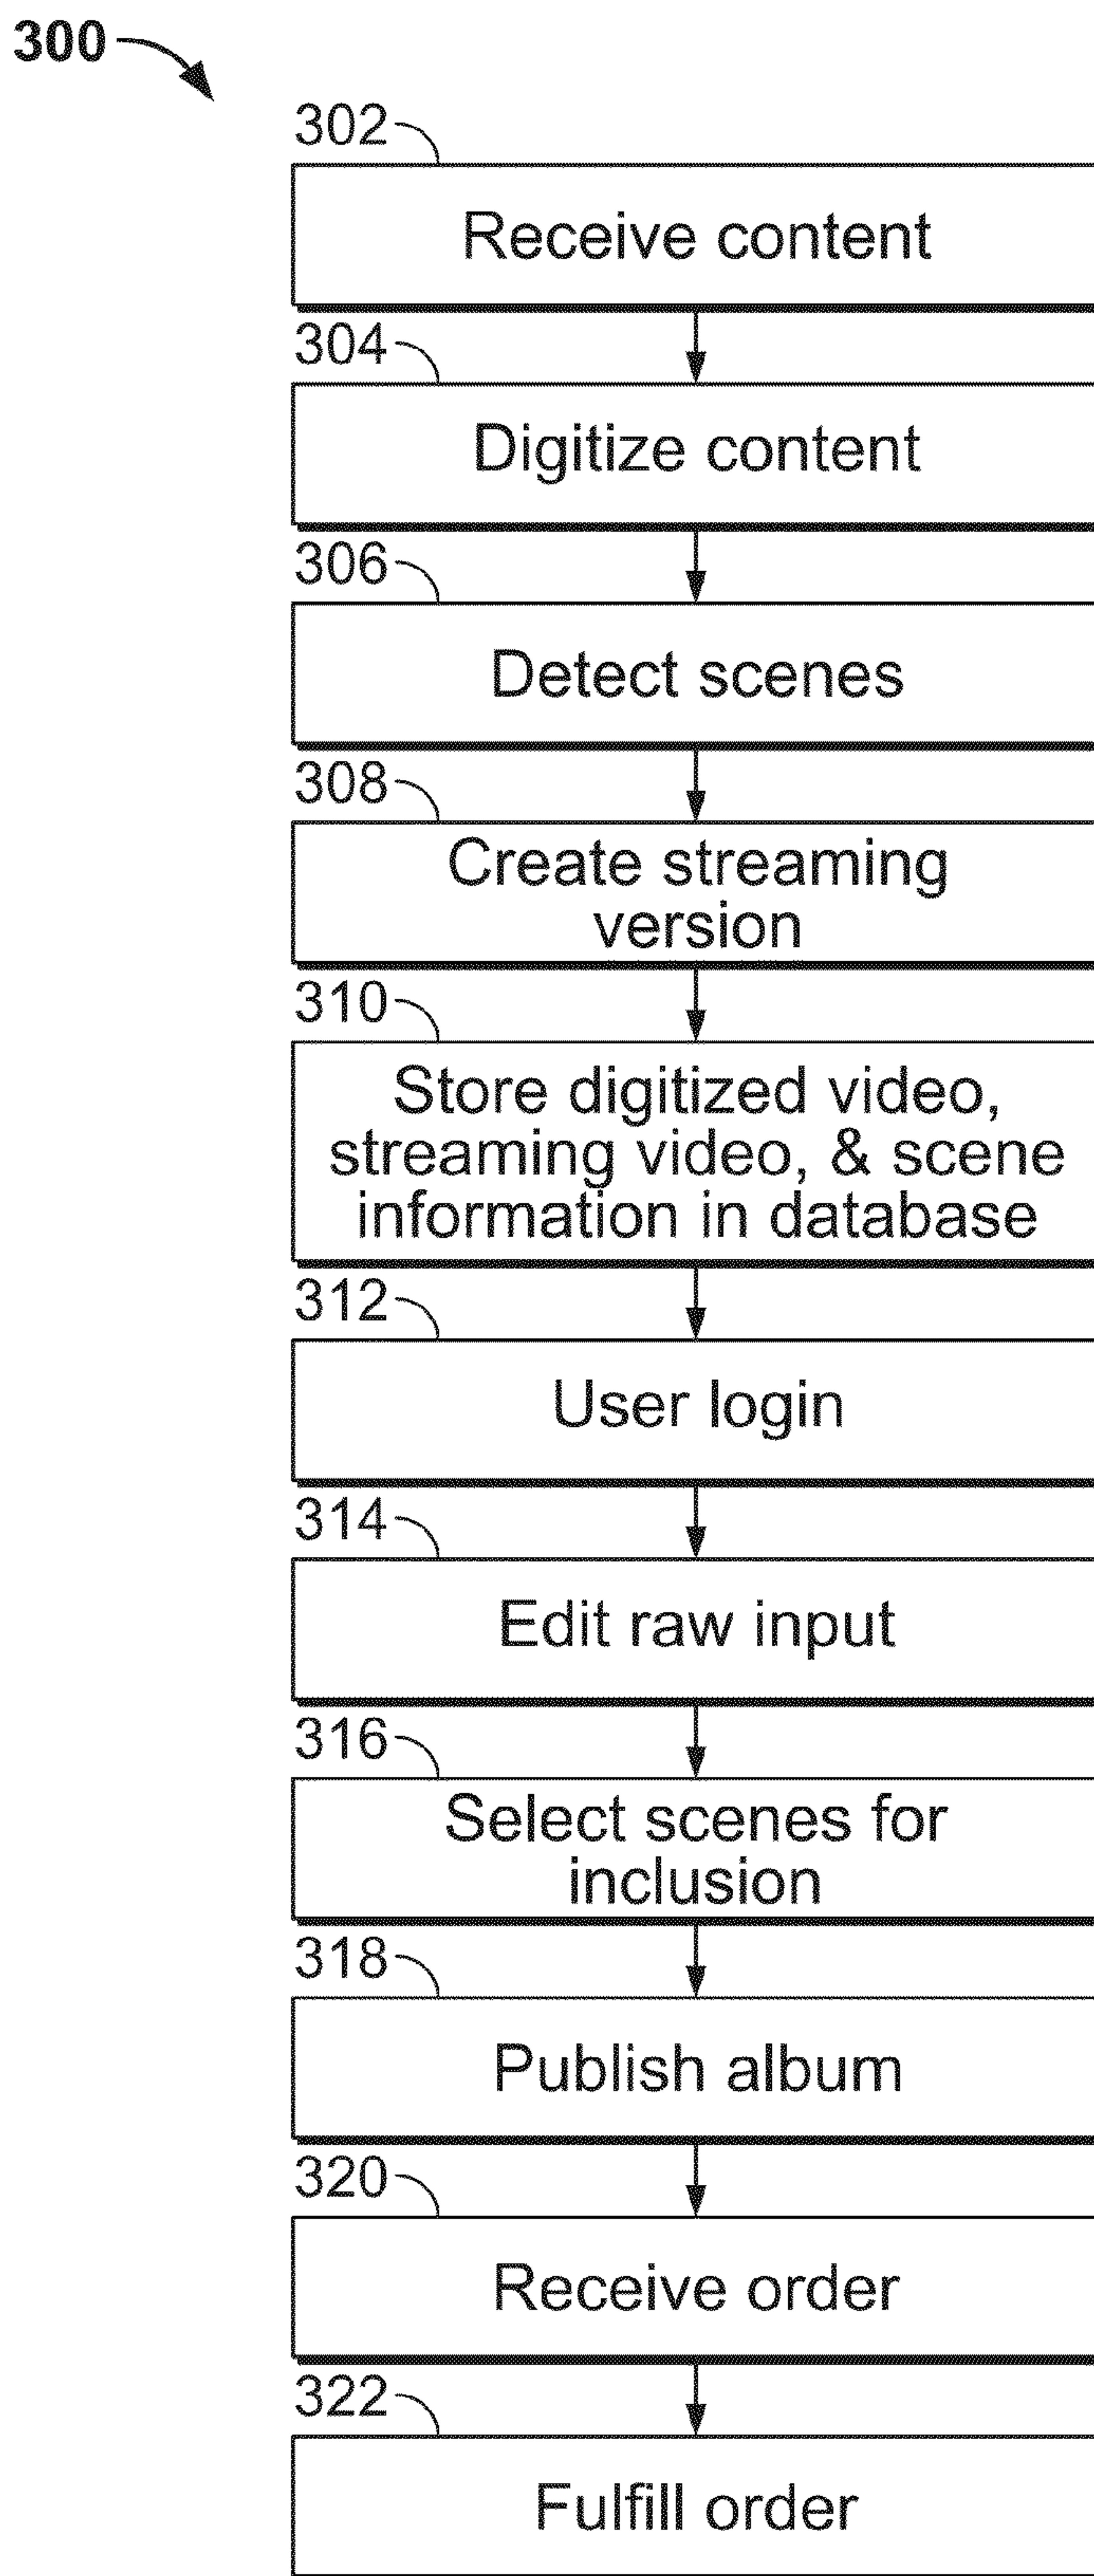 300
302
Receive content
304
Digitize content
306
Detect scenes
308
Create streaming
version
310
Store digitized video,
streaming video, & scene
information in database
312
User login
314
Edit raw input
316
Select scenes for
inclusion
318
Publish album
320
Receive order
322
Fulfill order